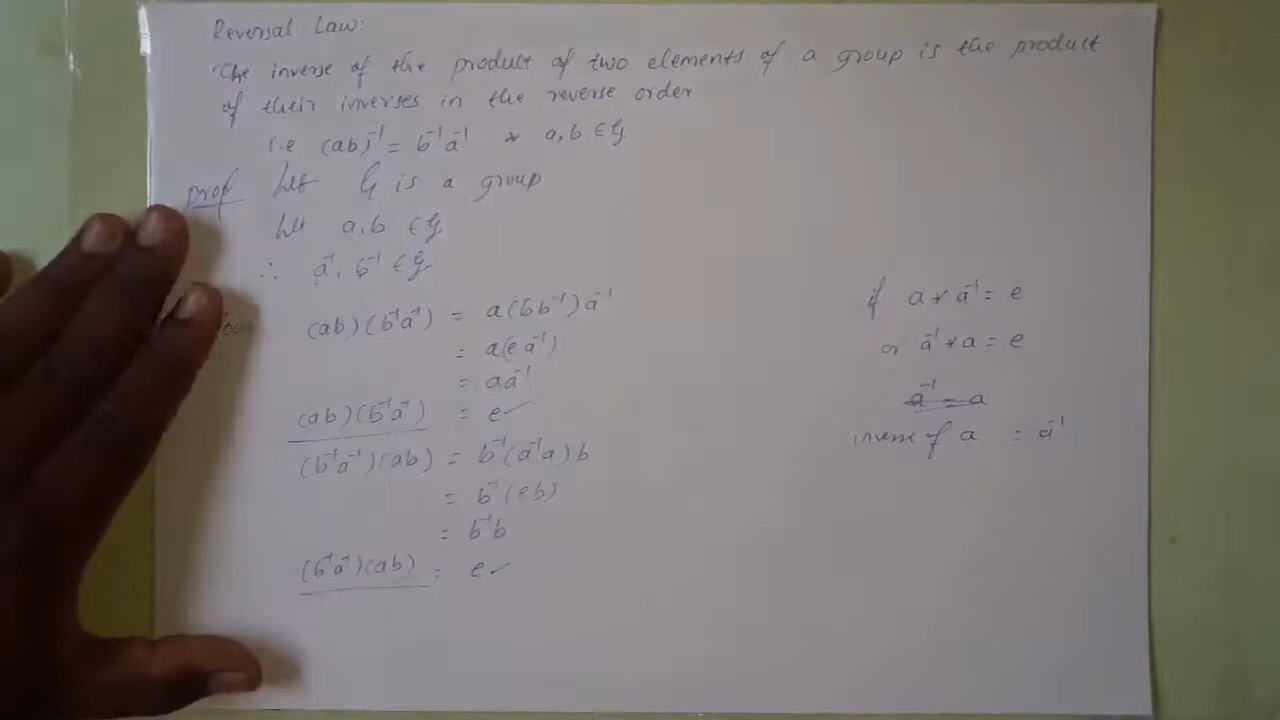 Reversal Law:
The inverse of the product of two elements of a group is the product
of their inverses in the reverse order
i.e (ab)⁻¹ = b⁻¹a⁻¹ ∀ a,b ∈ G
Proof Let G is a group
Let a,b ∈ G
∴ a⁻¹, b⁻¹ ∈ G
(ab)(b⁻¹a⁻¹) = a(bb⁻¹)a⁻¹
= a(ea⁻¹)
= aa⁻¹
(ab)(b⁻¹a⁻¹) = e✓
(b⁻¹a⁻¹)(ab) = b⁻¹(a⁻¹a)b
= b⁻¹(eb)
= b⁻¹b
(b⁻¹a⁻¹)(ab) = e✓
if a * a⁻¹ = e
or a⁻¹ * a = e
a⁻¹ = a
inverse of a = a⁻¹